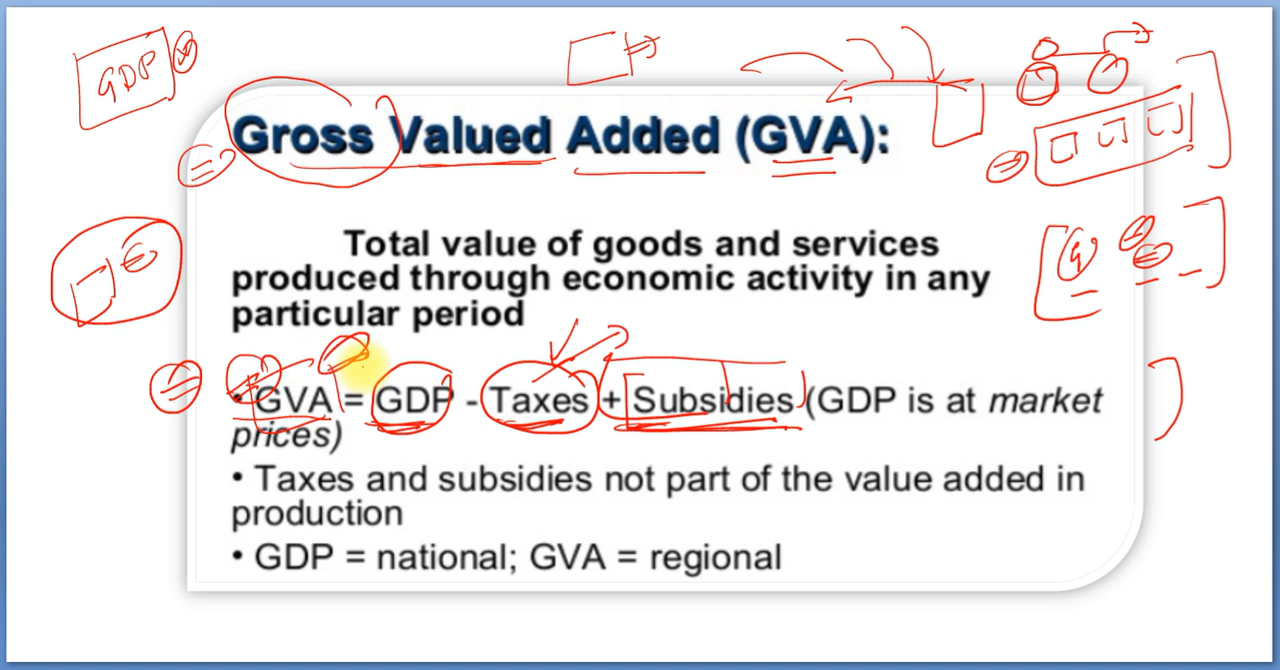 GDP
Gross Valued Added (GVA):
Total value of goods and services
produced through economic activity in any
particular period
• GVA = GDP - Taxes + Subsidies (GDP is at market
prices)
• Taxes and subsidies not part of the value added in
production
• GDP = national; GVA = regional